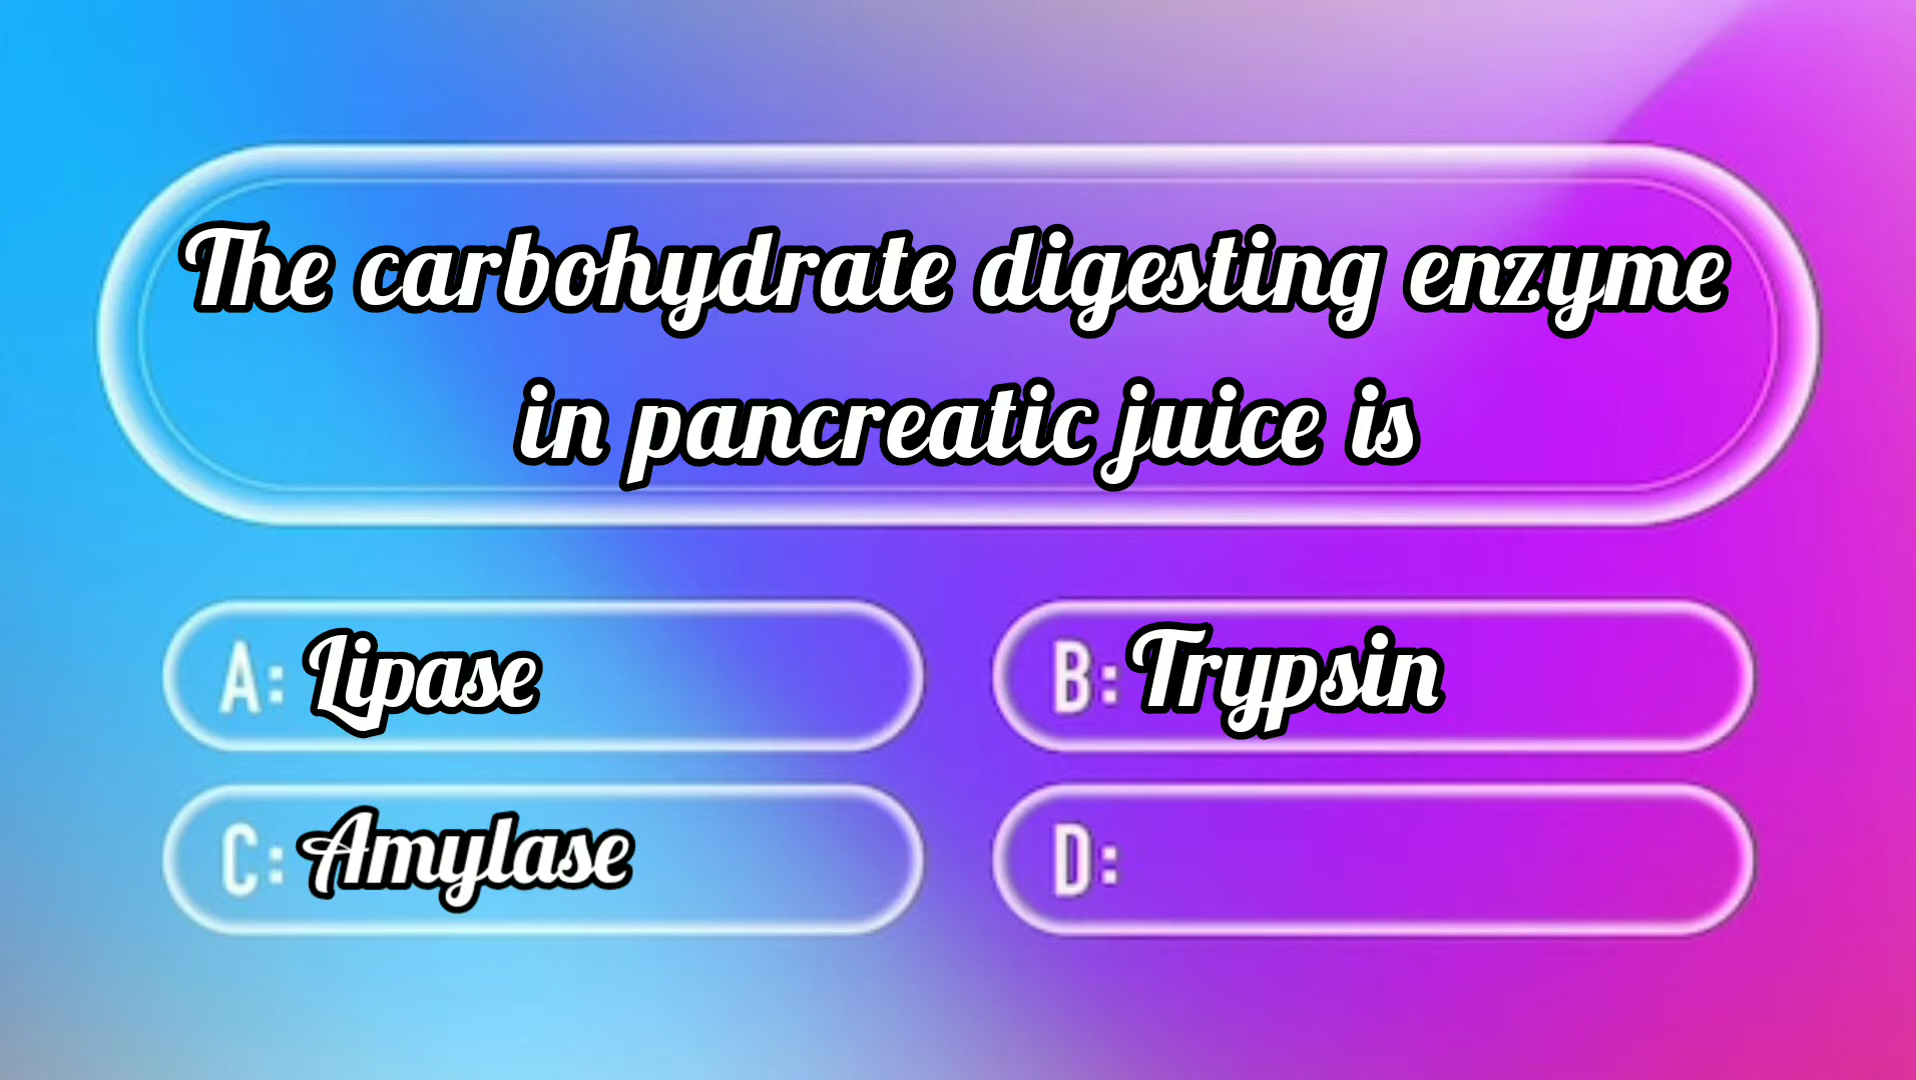 The carbohydrate digesting enzyme
in pancreatic juice is
A: Lipase
B: Trypsin
C: Amylase
D: